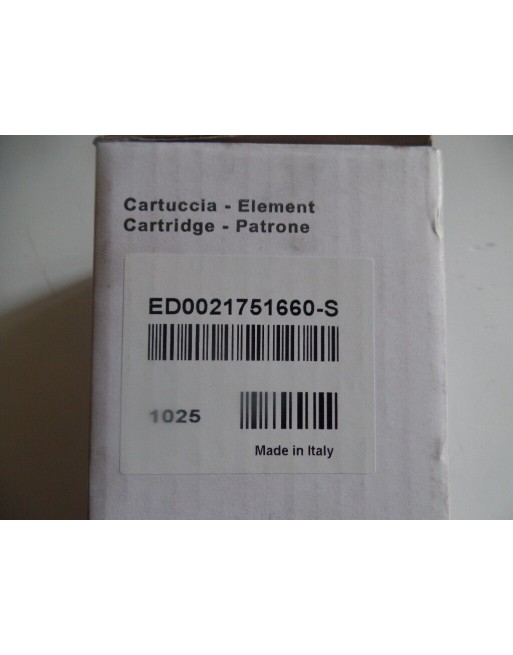 Cartuccia - Element
Cartridge - Patrone
ED0021751660-S
1025
Made in Italy